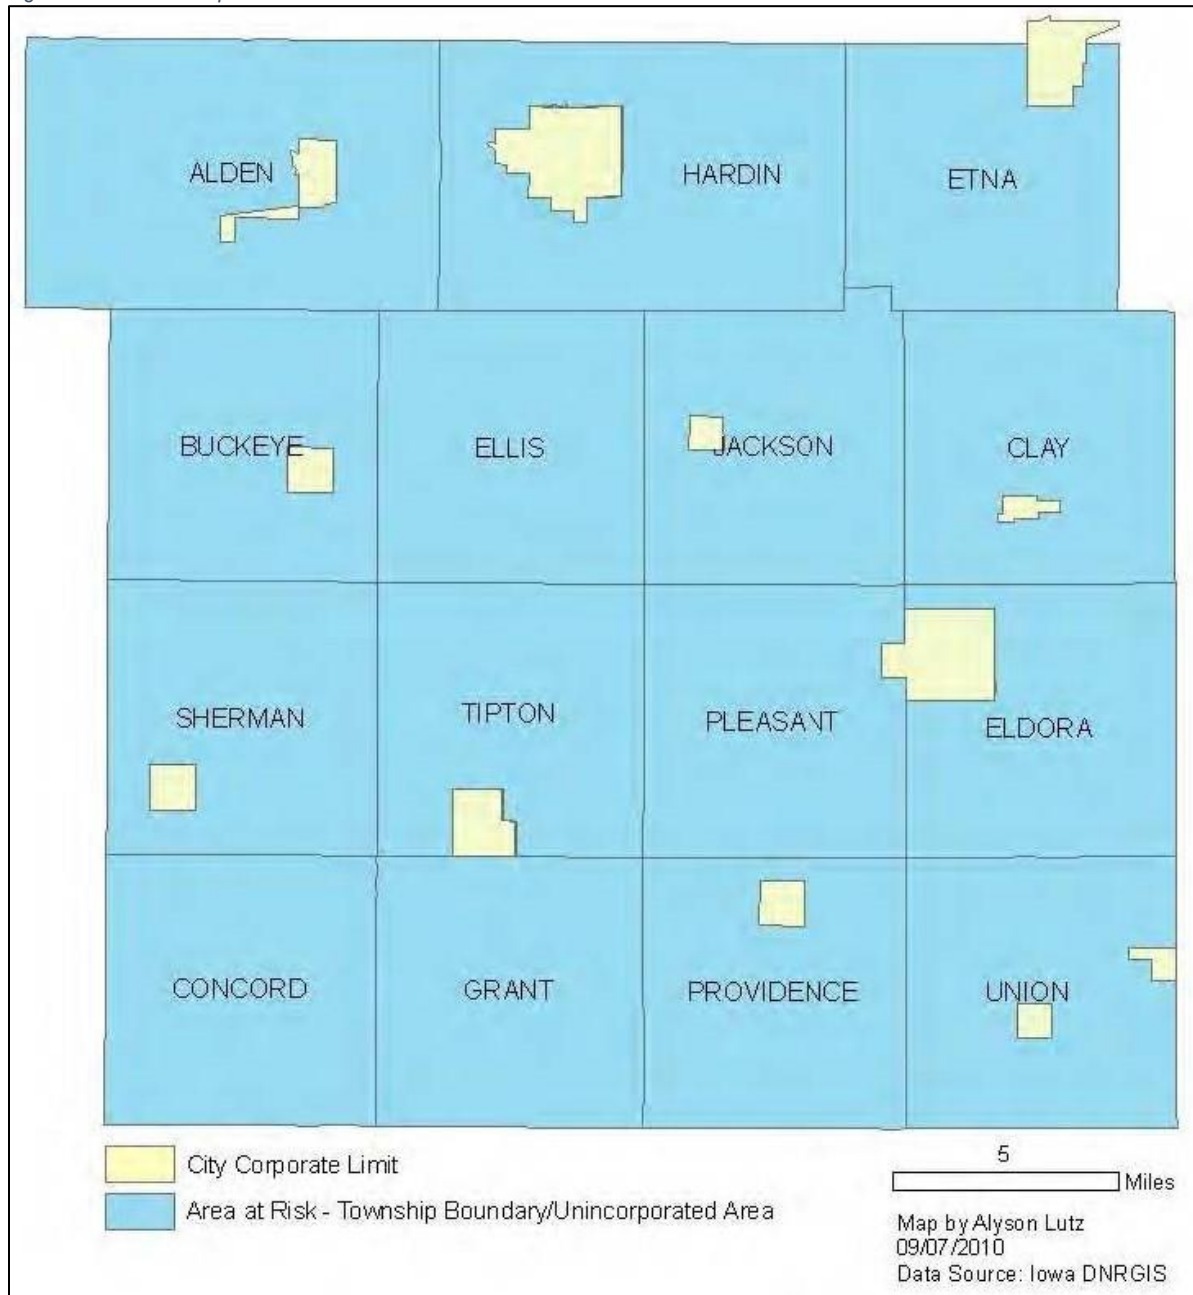 ALDEN
HARDIN
ETNA
BUCKEYE
ELLIS
JACKSON
CLAY
SHERMAN
TIPTON
PLEASANT
ELDORA
CONCORD
GRANT
PROVIDENCE
UNION
City Corporate Limit
Area at Risk - Township Boundary/Unincorporated Area
5
Miles
Map by Alyson Lutz
09/07/2010
Data Source: Iowa DNRGIS